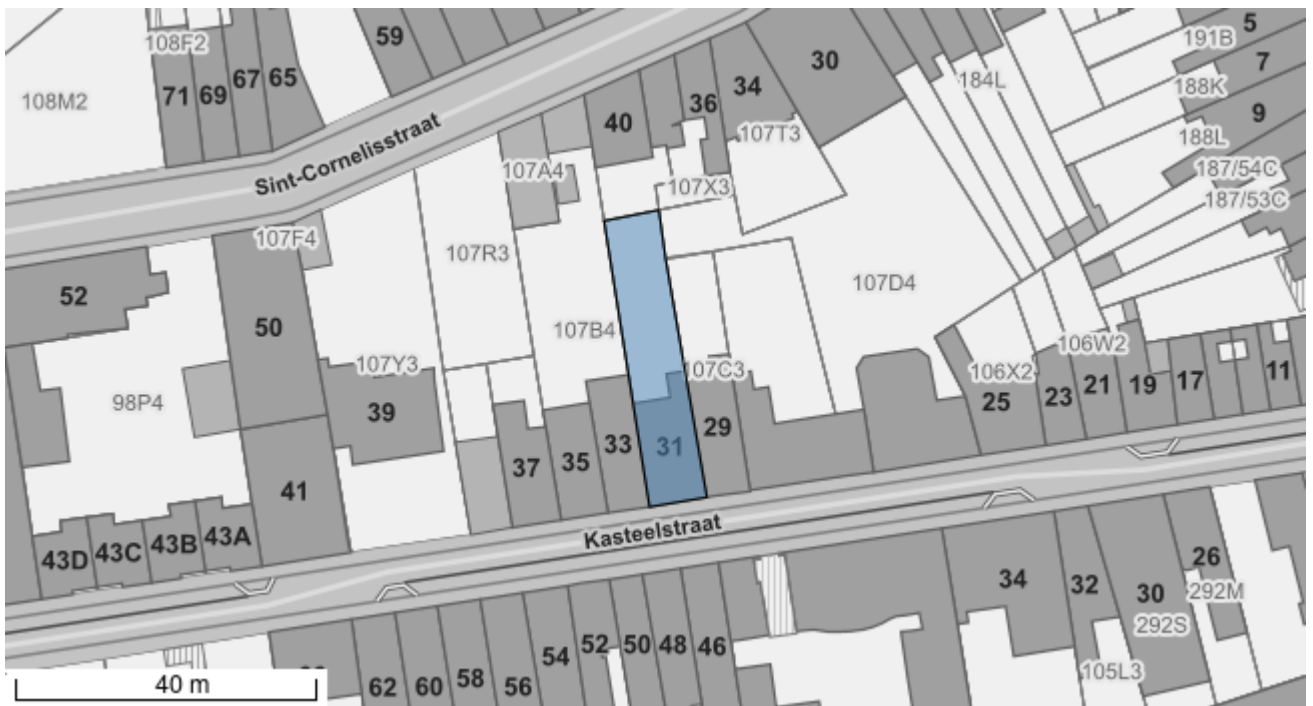 59
5
191B
108F2
30
7
67
65
34
184L
188K
71
69
108M2
36
9
40
107T3
188L
Sint-Cornelisstraat
107A4
187/54C
107X3
187/53C
107F4
107R3
52
107D4
50
107B4
106W2
107Y3
107C3
106X2
98P4
39
19
17
11
21
23
25
29
31
33
35
37
41
Kasteelstraat
43A
43B
43C
43D
26
34
32
30
292M
292S
52
50
48
46
54
105L3
58
56
60
62
40 m